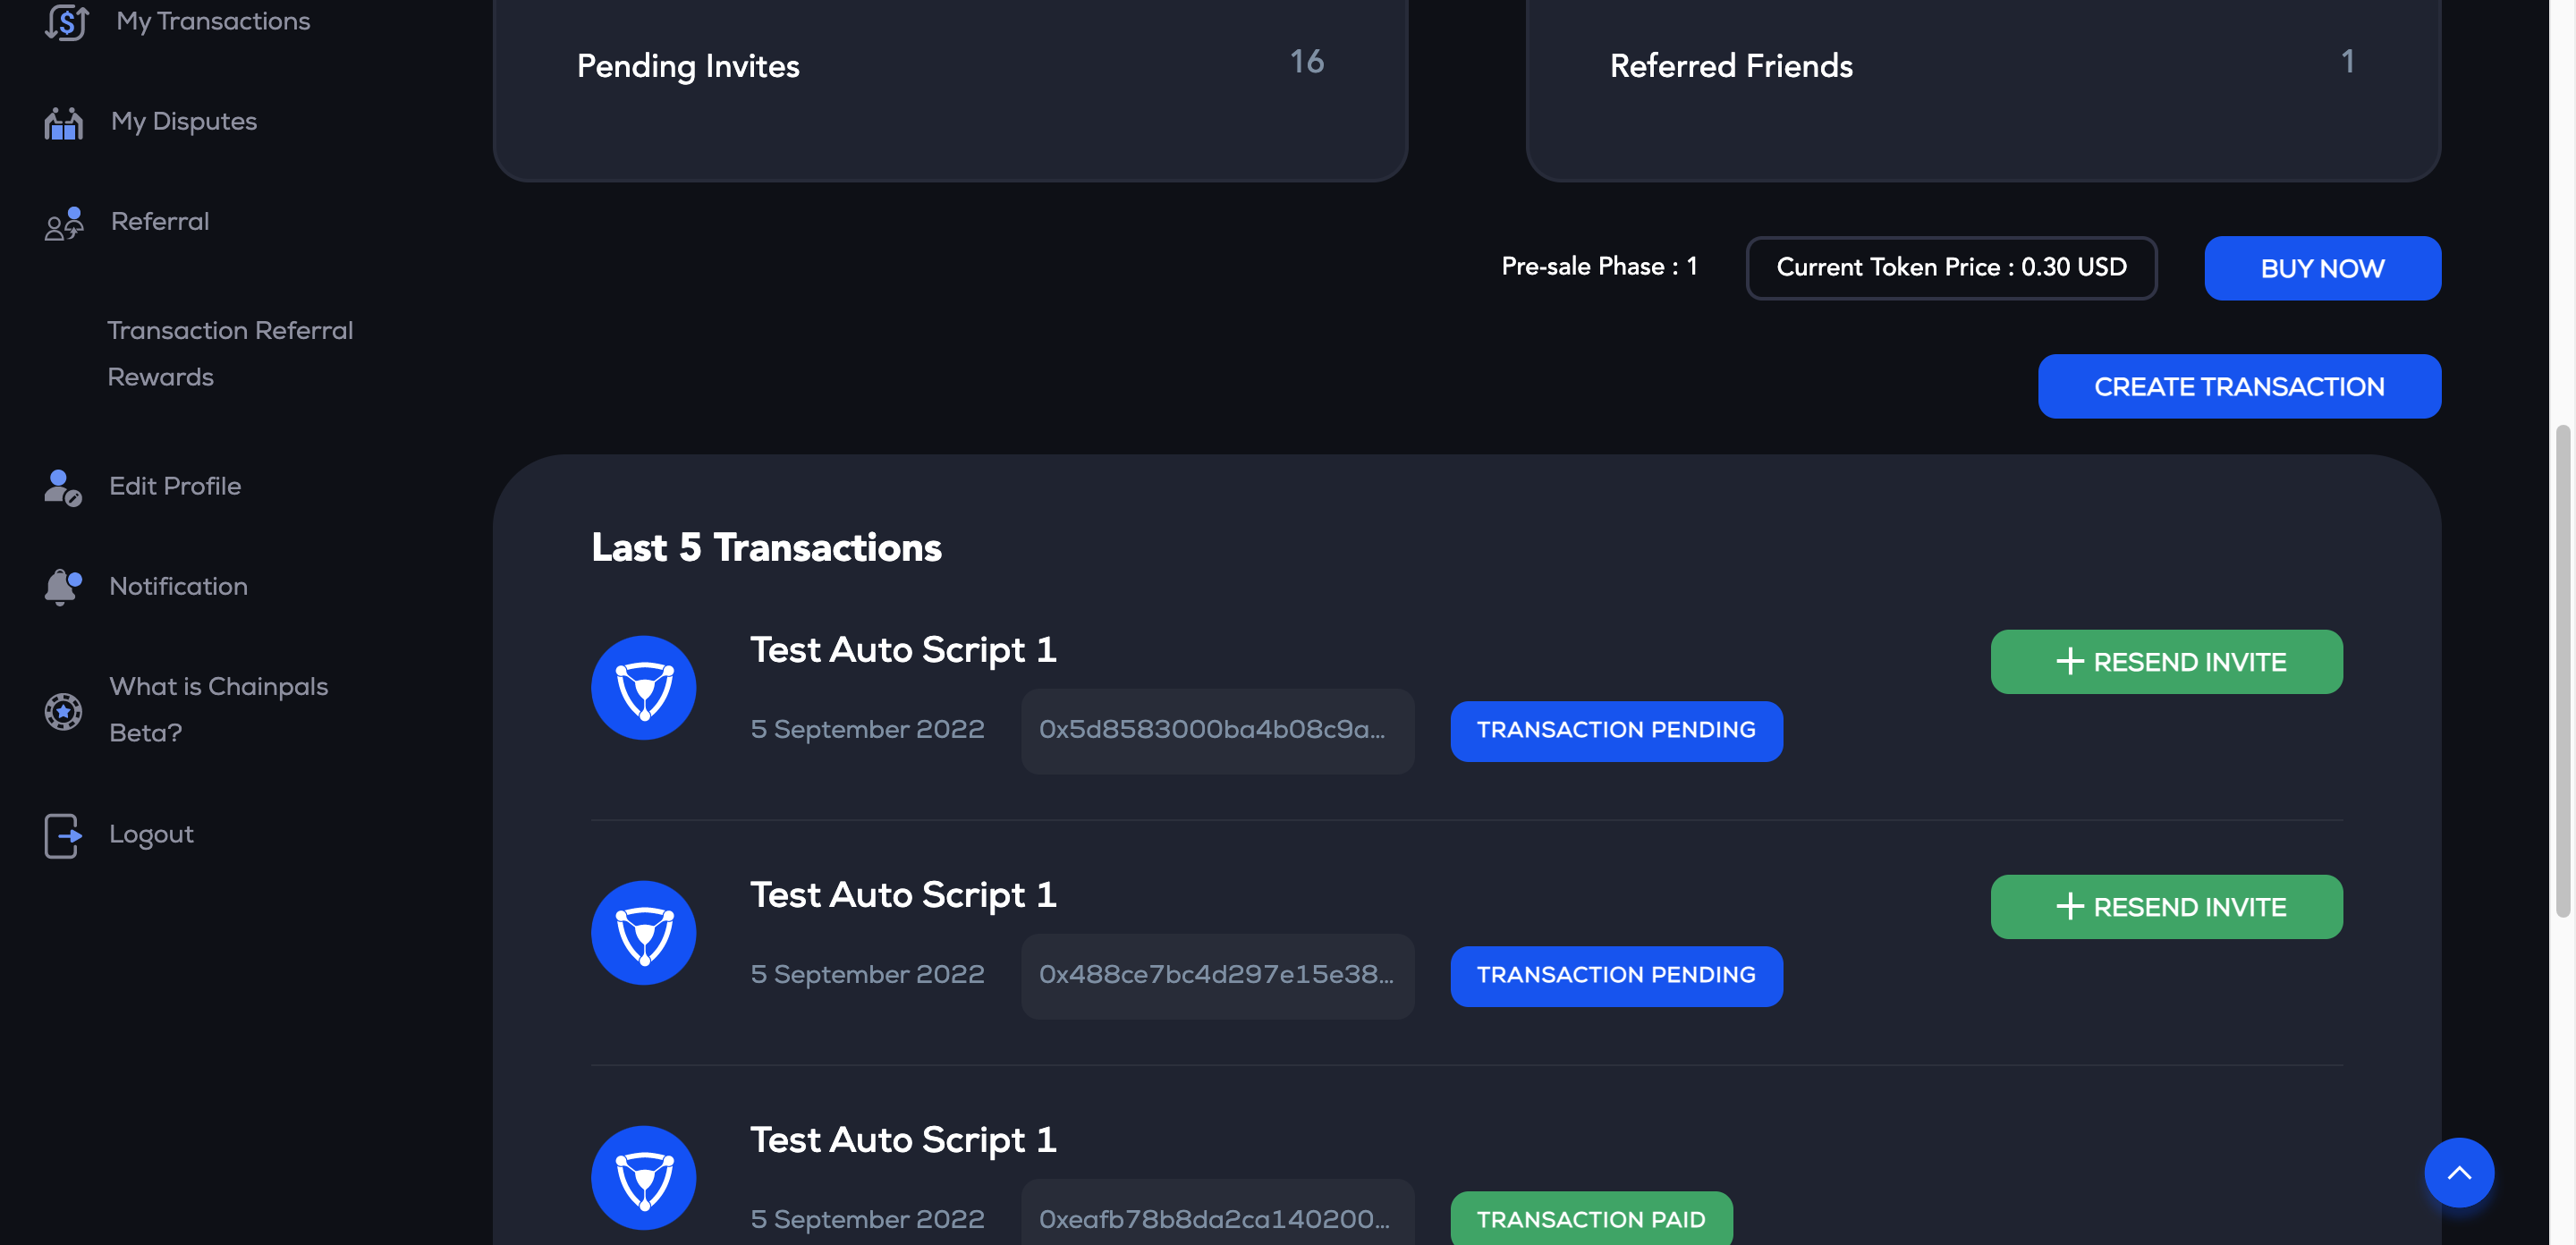 My Transactions
My Disputes
Referral
Transaction Referral
Rewards
Edit Profile
Notification
What is Chainpals
Beta?
Logout
Pending Invites 16
Referred Friends 1
Pre-sale Phase : 1
Current Token Price : 0.30 USD
BUY NOW
CREATE TRANSACTION
Last 5 Transactions
Test Auto Script 1
RESEND INVITE
5 September 2022
0x5d8583000ba4b08c9a...
TRANSACTION PENDING
Test Auto Script 1
RESEND INVITE
5 September 2022
0x488ce7bc4d297e15e38...
TRANSACTION PENDING
Test Auto Script 1
5 September 2022
0xeafb78b8da2ca140200...
TRANSACTION PAID